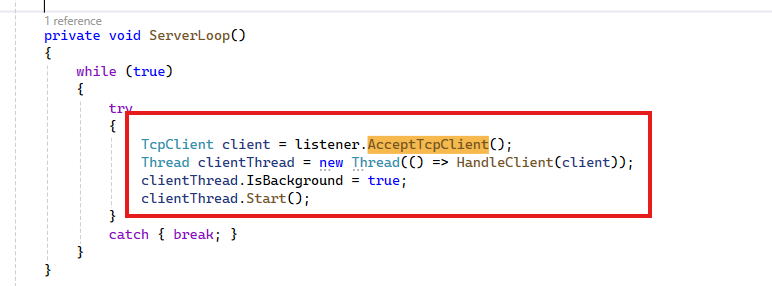 1 reference
private void ServerLoop()
{
while (true)
{
try
{
TcpClient client = listener.AcceptTcpClient();
Thread clientThread = new Thread(() => HandleClient(client));
clientThread.IsBackground = true;
clientThread.Start();
}
catch { break; }
}
}